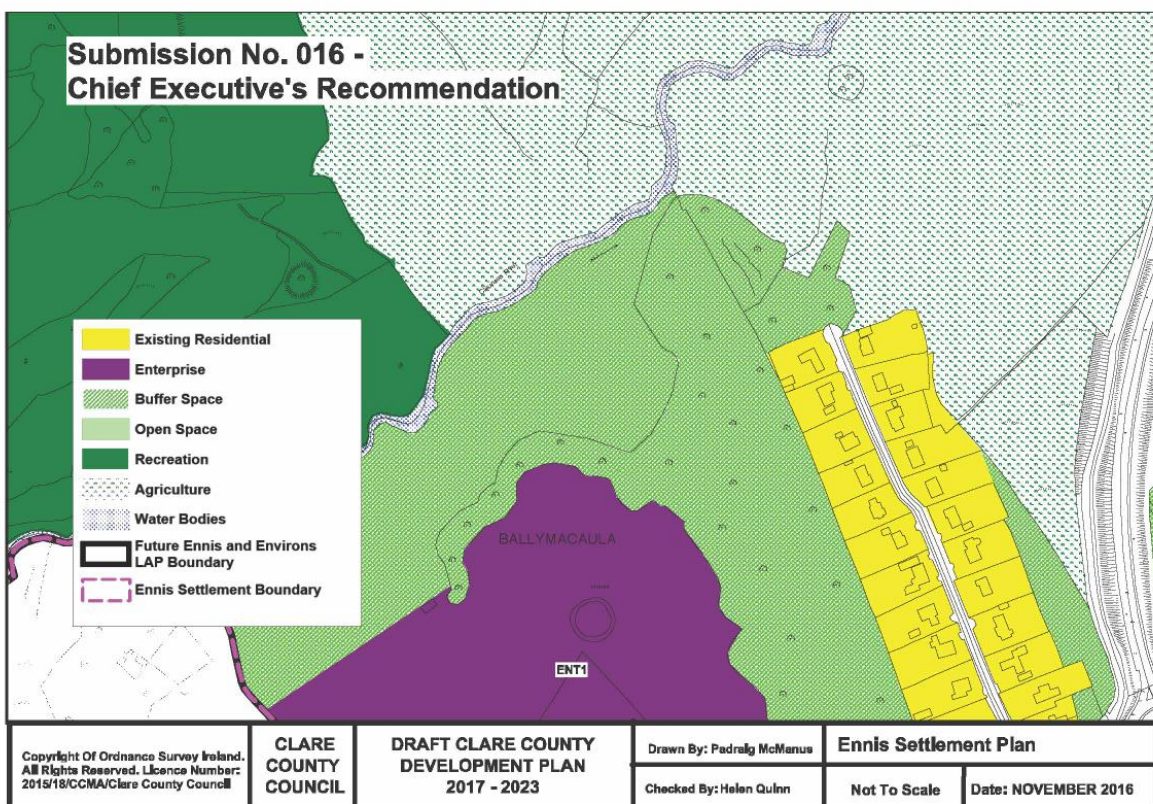 Submission No. 016 -
Chief Executive's Recommendation
Existing Residential
Enterprise
Buffer Space
Open Space
Recreation
Agriculture
Water Bodies
Future Ennis and Environs
LAP Boundary
Ennis Settlement Boundary
BALLYMACAULA
ENT1
Copyright Of Ordnance Survey Ireland.
All Rights Reserved. Licence Number:
2015/18/CCMA/Clare County Council
CLARE
COUNTY
COUNCIL
DRAFT CLARE COUNTY
DEVELOPMENT PLAN
2017 - 2023
Drawn By: Padraig McManus
Checked By: Helen Quinn
Ennis Settlement Plan
Not To Scale
Date: NOVEMBER 2016